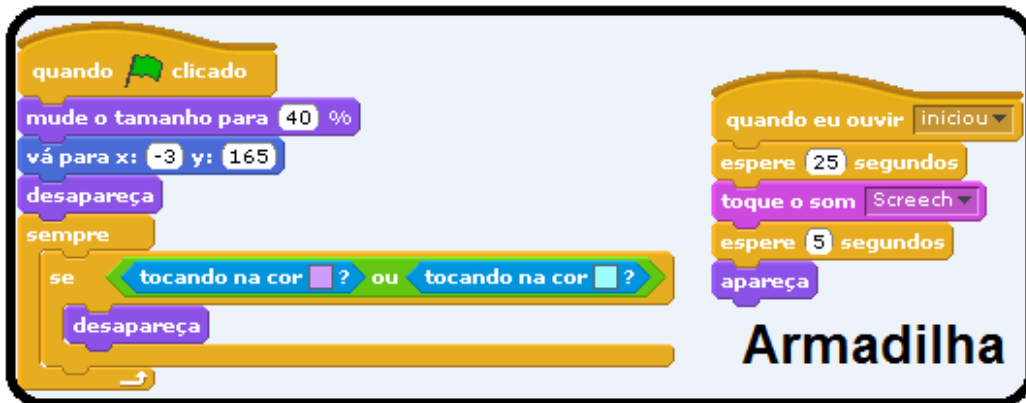 quando clicado
mude o tamanho para 40 %
vá para x: -3 y: 165
desapareça
sempre
se tocando na cor ? ou tocando na cor ?
desapareça
quando eu ouvir iniciou
espere 25 segundos
toque o som Screech
espere 5 segundos
apareça
Armadilha